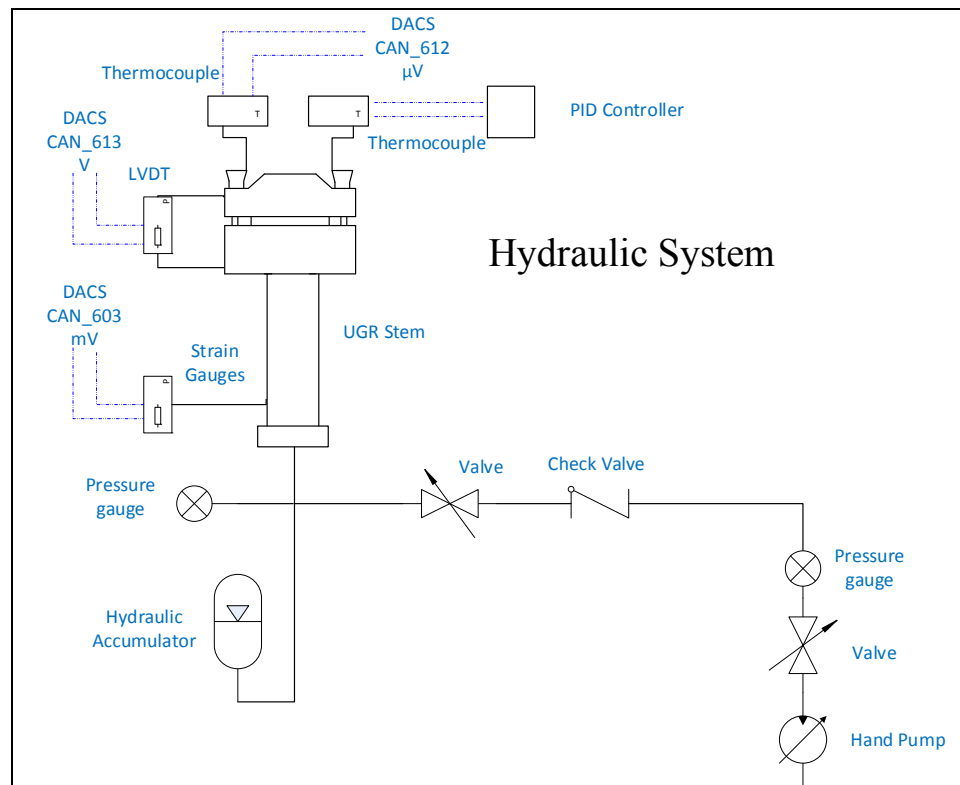 DACS
CAN_612
µV
Thermocouple
T
T
PID Controller
Thermocouple
DACS
CAN_613
V
LVDT
P
Hydraulic System
DACS
CAN_603
mV
UGR Stem
Strain
Gauges
P
Valve
Check Valve
Pressure
gauge
Pressure
gauge
Hydraulic
Accumulator
Valve
Hand Pump